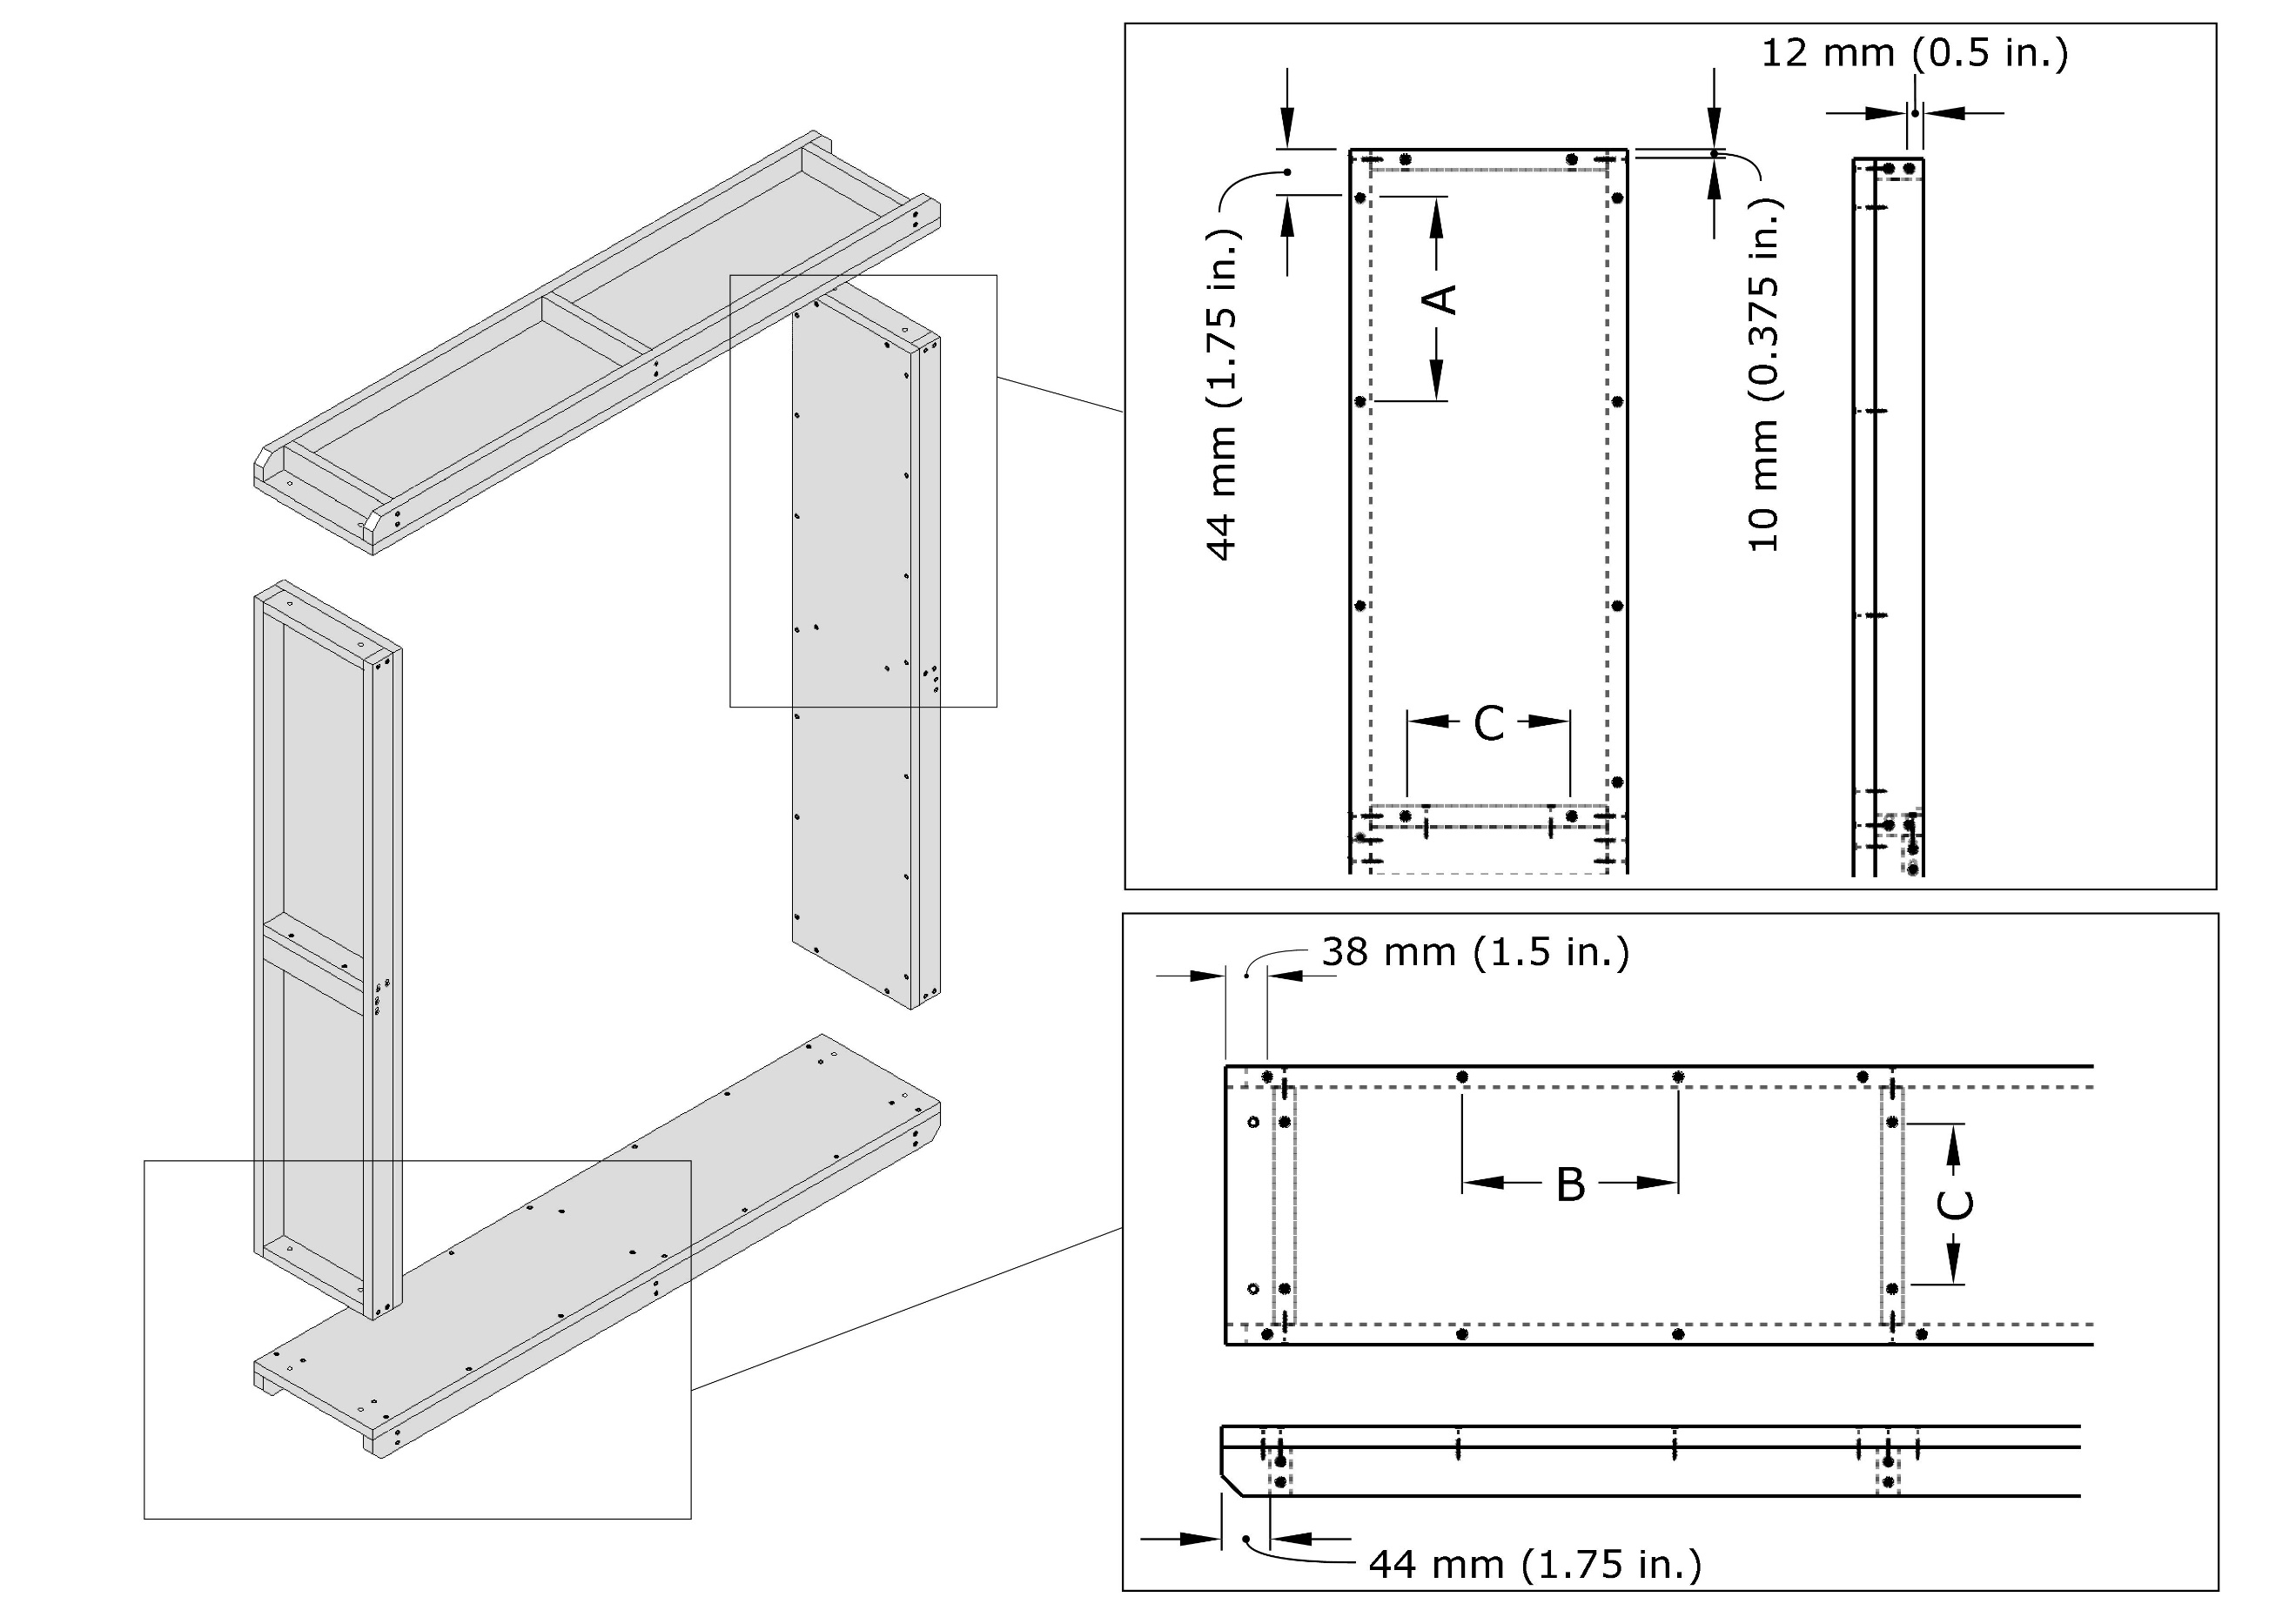 12 mm (0.5 in.)
44 mm (1.75 in.)
A
10 mm (0.375 in.)
C
38 mm (1.5 in.)
B
C
44 mm (1.75 in.)